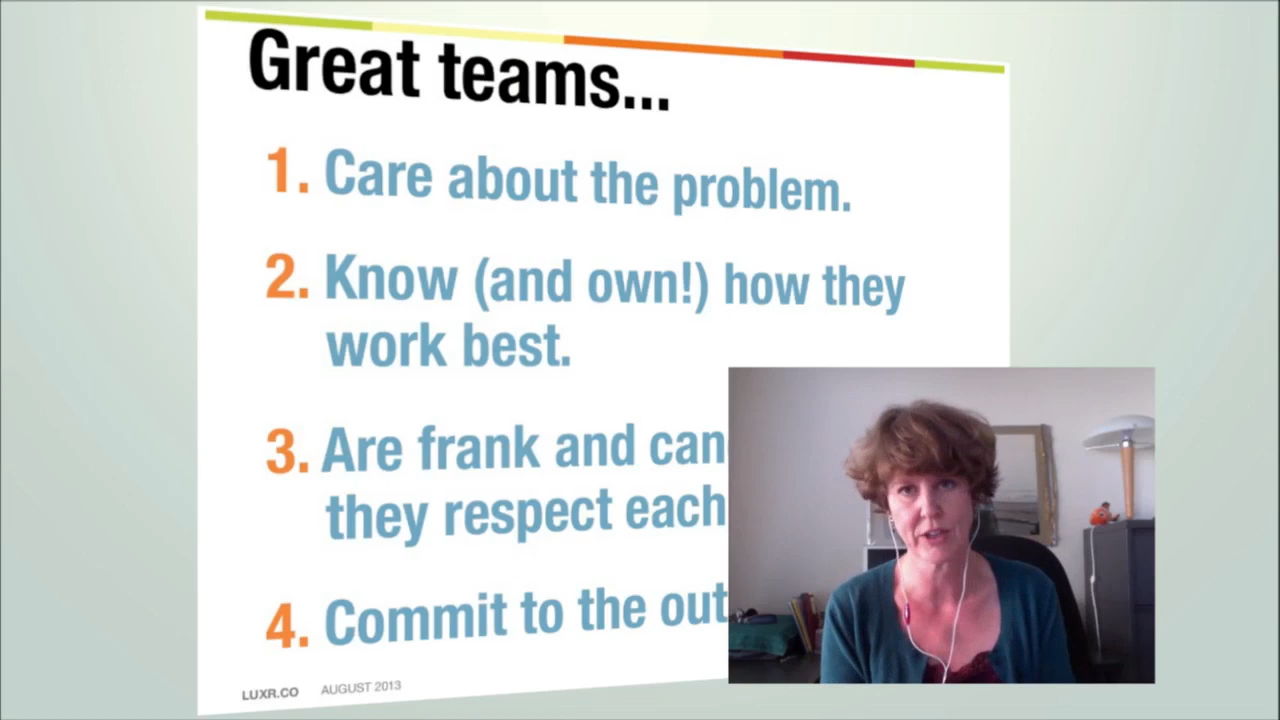 Great teams...
1. Care about the problem.
2. Know (and own!) how they
work best.
3. Are frank and can
they respect each
4. Commit to the out
LUXR.CO AUGUST 2013